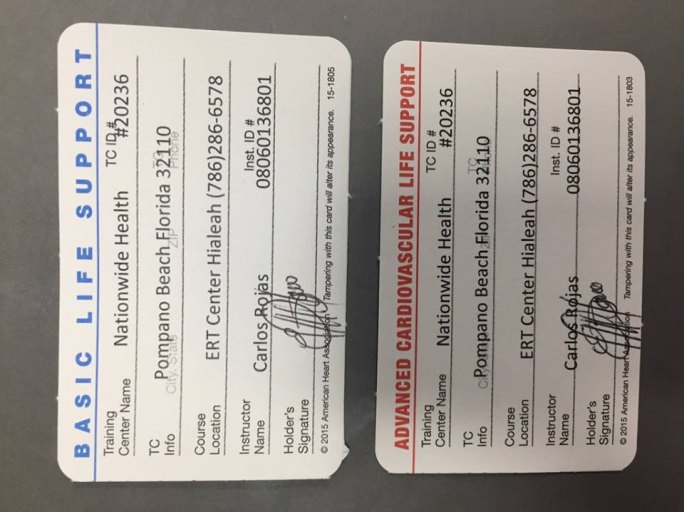 BASIC LIFE SUPPORT
Training
Center Name Nationwide Health TC ID # #20236
TC
Info Pompano Beach Florida 32110
City, State ZIP Phone
Course
Location ERT Center Hialeah (786)286-6578
Instructor
Name Carlos Rojas Inst. ID # 08060136801
Holder's
Signature
© 2015 American Heart Association Tampering with this card will alter its appearance. 15-1805
ADVANCED CARDIOVASCULAR LIFE SUPPORT
Training
Center Name Nationwide Health TC ID # #20236
TC
Info Pompano Beach Florida 32110
TC
Course
Location ERT Center Hialeah (786)286-6578
Instructor
Name Carlos Rojas Inst. ID # 08060136801
Holder's
Signature
© 2015 American Heart Association Tampering with this card will alter its appearance. 15-1803